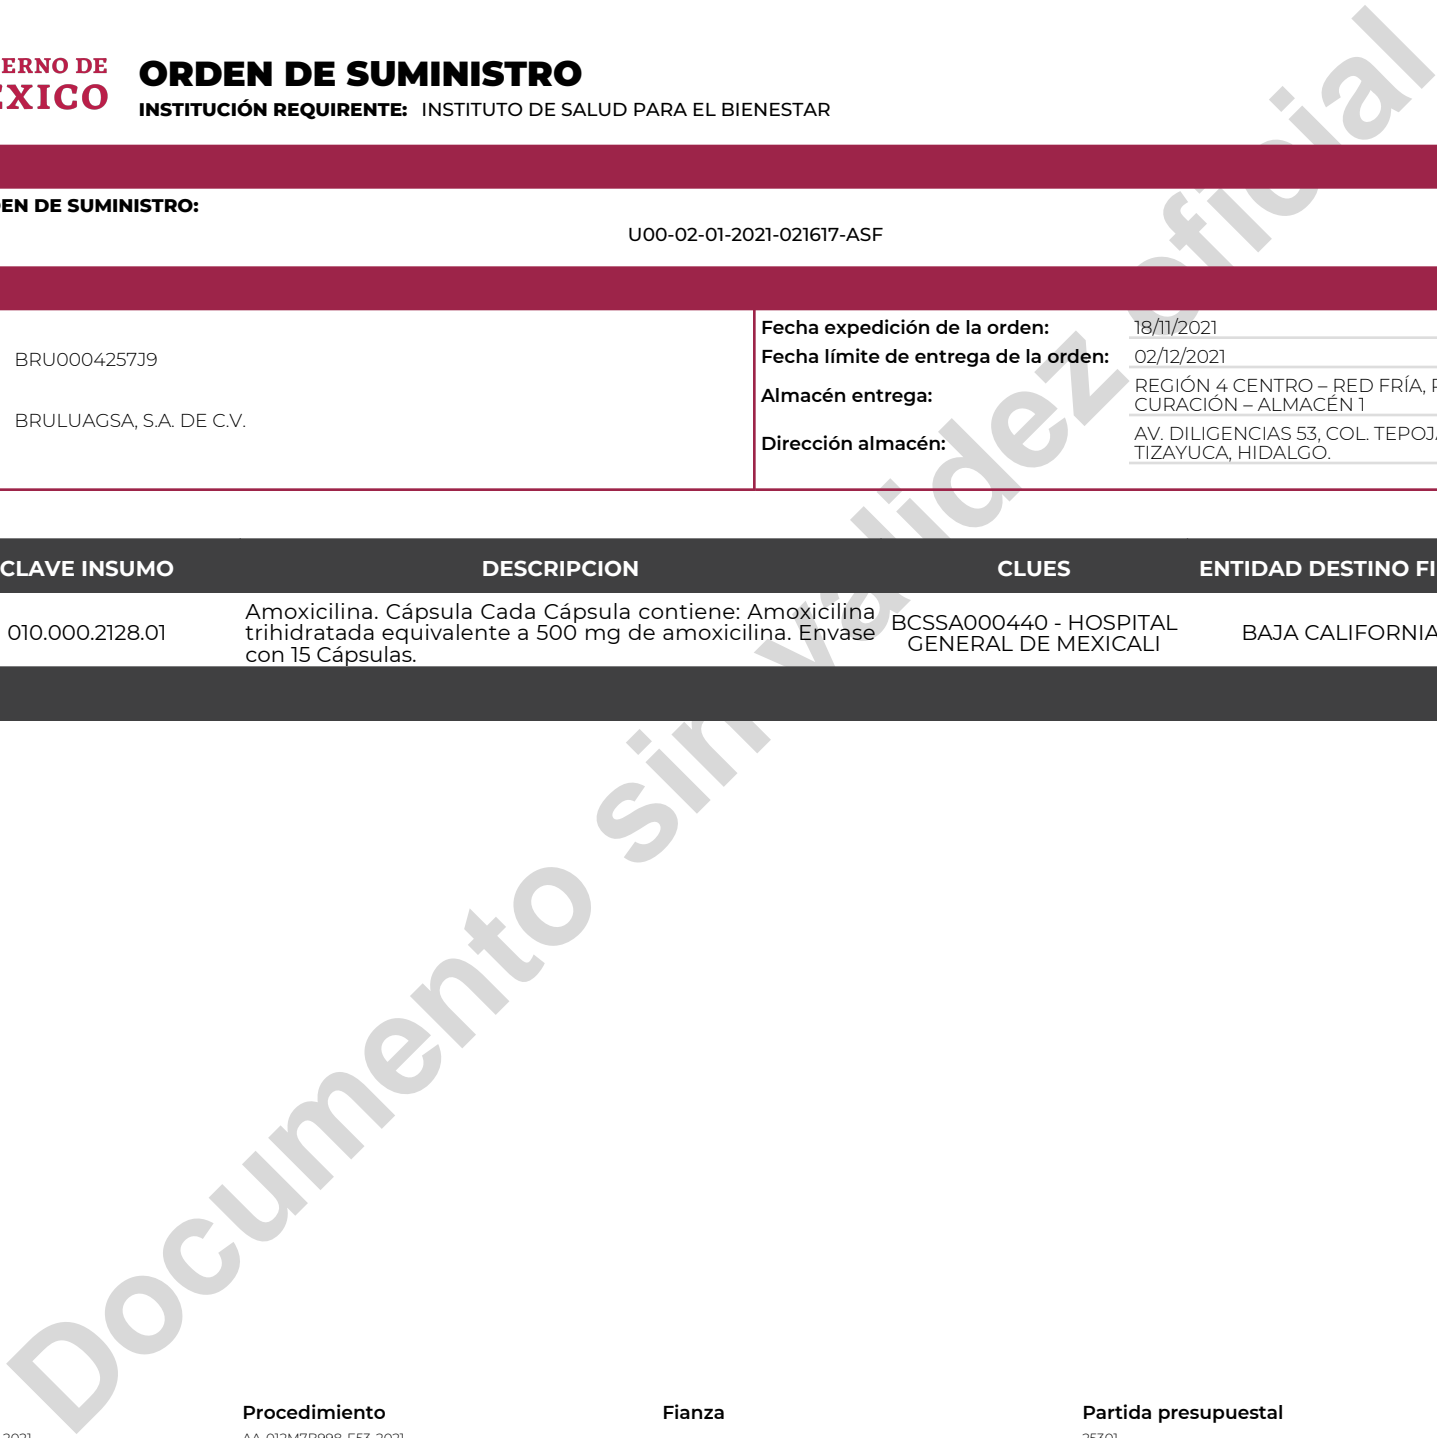 ORDEN DE SUMINISTRO
INSTITUCIÓN REQUIRENTE: INSTITUTO DE SALUD PARA EL BIENESTAR
DE SUMINISTRO:
U00-02-01-2021-021617-ASF
BRU0004257J9
BRULUAGSA, S.A. DE C.V.
Fecha expedición de la orden: 18/11/2021
Fecha límite de entrega de la orden: 02/12/2021
Almacén entrega: REGIÓN 4 CENTRO – RED FRÍA,
CURACIÓN – ALMACÉN 1
Dirección almacén: AV. DILIGENCIAS 53, COL.
TIZAYUCA, HIDALGO.
CLAVE INSUMO DESCRIPCION CLUES ENTIDAD DESTINO
010.000.2128.01
Amoxicilina. Cápsula Cada Cápsula contiene: Amoxicilina
trihidratada equivalente a 500 mg de amoxicilina. Envase
con 15 Cápsulas.
BCSSA000440 - HOSPITAL
GENERAL DE MEXICALI
BAJA CALIFORNIA
Documento sin validez oficial
Procedimiento Fianza Partida presupuestal